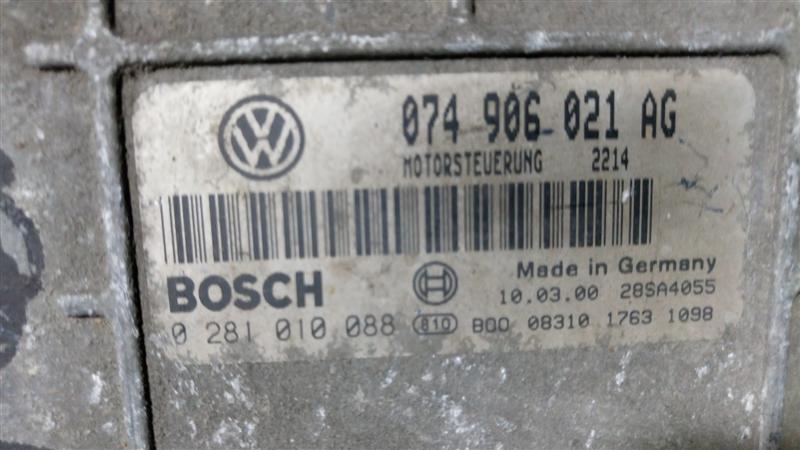 074 906 021 AG
MOTORSTEUERUNG 2214
BOSCH
Made in Germany
10.03.00 28SA4055
0 281 010 088 810 B00 08310 1763 1098